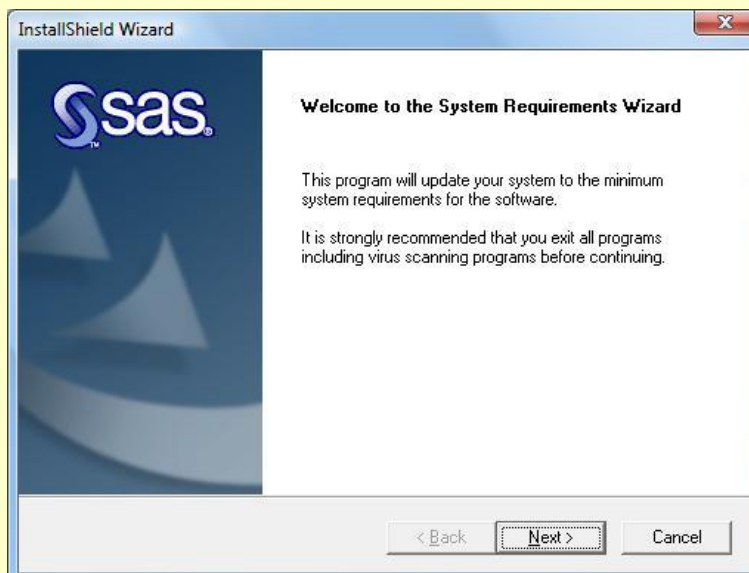 InstallShield Wizard
X
sas®
TM
Welcome to the System Requirements Wizard
This program will update your system to the minimum
system requirements for the software.
It is strongly recommended that you exit all programs
including virus scanning programs before continuing.
< Back
Next >
Cancel